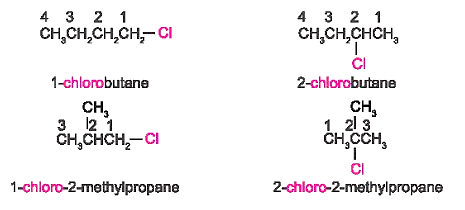 4 3 2 1
CH₃CH₂CH₂CH₂—Cl
1-chlorobutane
4 3 2 1
CH₃CH₂CHCH₃
Cl
2-chlorobutane
CH₃
3 2 1
CH₃CHCH₂—Cl
1-chloro-2-methylpropane
CH₃
1 2 3
CH₃CCH₃
Cl
2-chloro-2-methylpropane